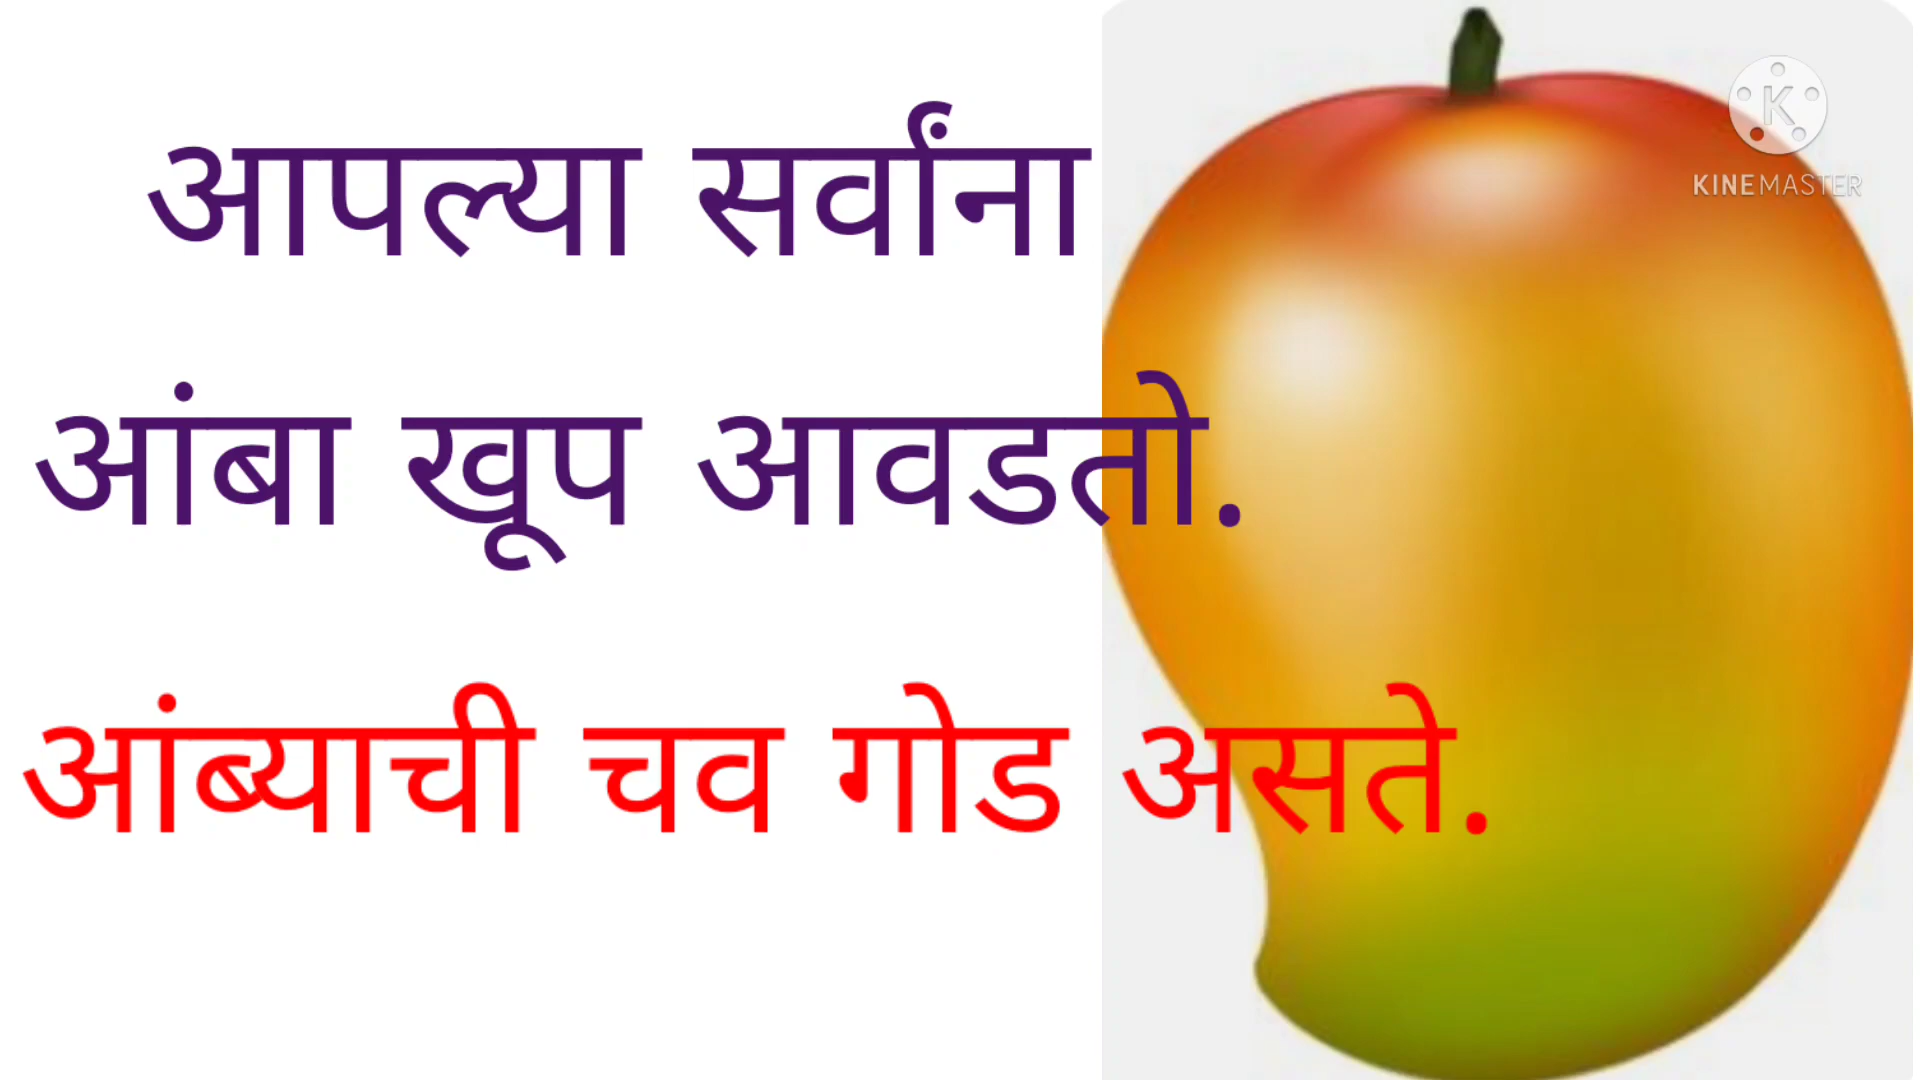 आपल्या सर्वांना
आंबा खूप आवडतो.
आंब्याची चव गोड असते.
KINEMASTER